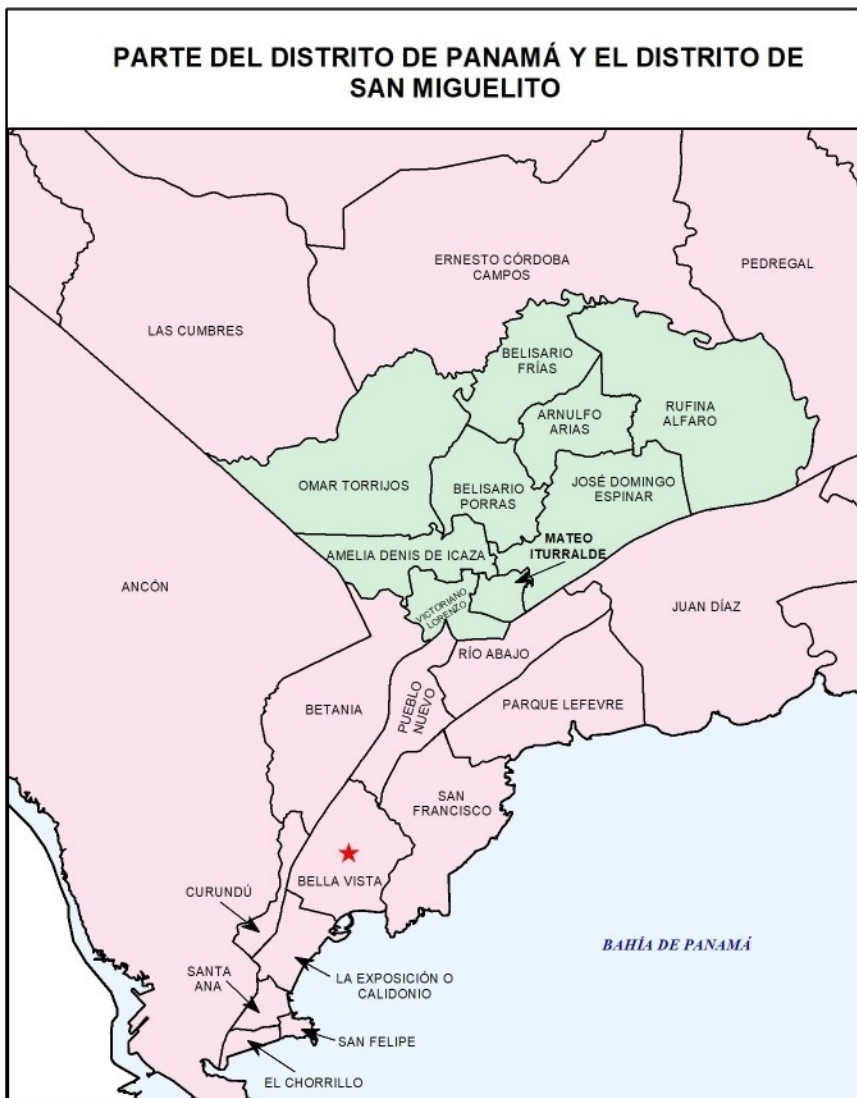 PARTE DEL DISTRITO DE PANAMÁ Y EL DISTRITO DE
SAN MIGUELITO
ERNESTO CÓRDOBA
CAMPOS
PEDREGAL
LAS CUMBRES
BELISARIO
FRÍAS
ARNULFO
ARIAS
RUFINA
ALFARO
OMAR TORRIJOS
BELISARIO
PORRAS
JOSÉ DOMINGO
ESPINAR
MATEO
ITURRALDE
AMELIA DENIS DE ICAZA
ANCÓN
VICTORIANO
LORENZO
JUAN DÍAZ
RÍO ABAJO
BETANIA
PUEBLO
NUEVO
PARQUE LEFEVRE
SAN
FRANCISCO
BELLA VISTA
CURUNDÚ
BAHÍA DE PANAMÁ
SANTA
ANA
LA EXPOSICIÓN O
CALIDONIO
SAN FELIPE
EL CHORRILLO